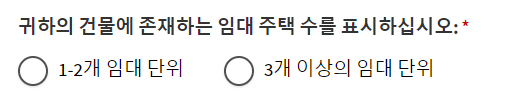 귀하의 건물에 존재하는 임대 주택 수를 표시하십시오:*
1-2개 임대 단위 3개 이상의 임대 단위